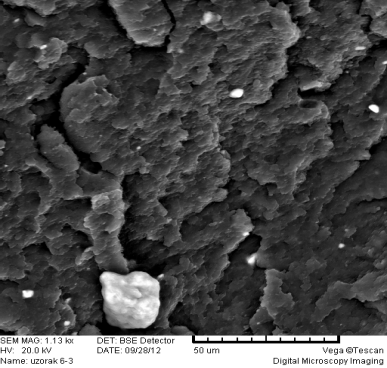 SEM MAG: 1.13 kx DET: BSE Detector
HV: 20.0 kV DATE: 09/28/12 50 um Vega ©Tescan
Name: uzorak 6-3 Digital Microscopy Imaging